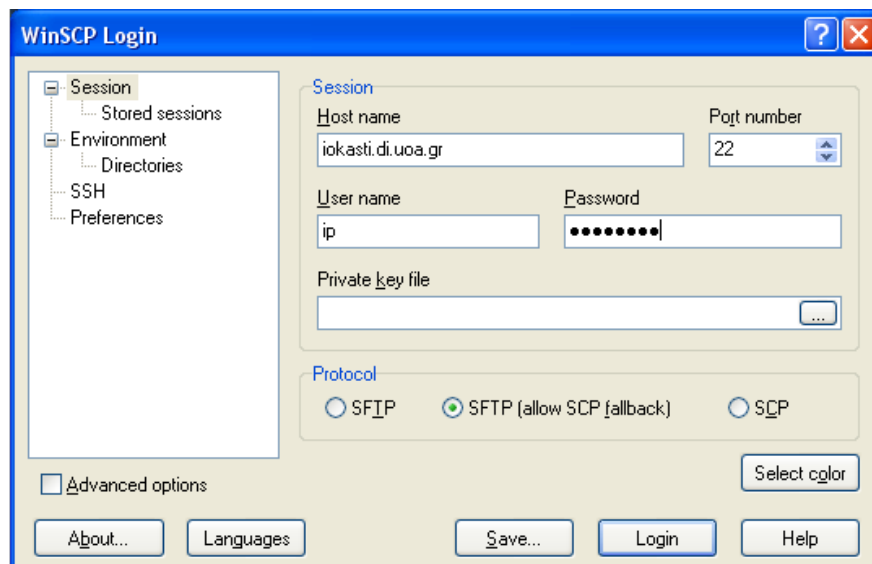 WinSCP Login
Session
Stored sessions
Environment
Directories
SSH
Preferences
Session
Host name
Port number
iokasti.di.uoa.gr
22
User name
Password
ip
●●●●●●●●
Private key file
...
Protocol
SFTP
SFTP (allow SCP fallback)
SCP
Advanced options
Select color
About...
Languages
Save...
Login
Help